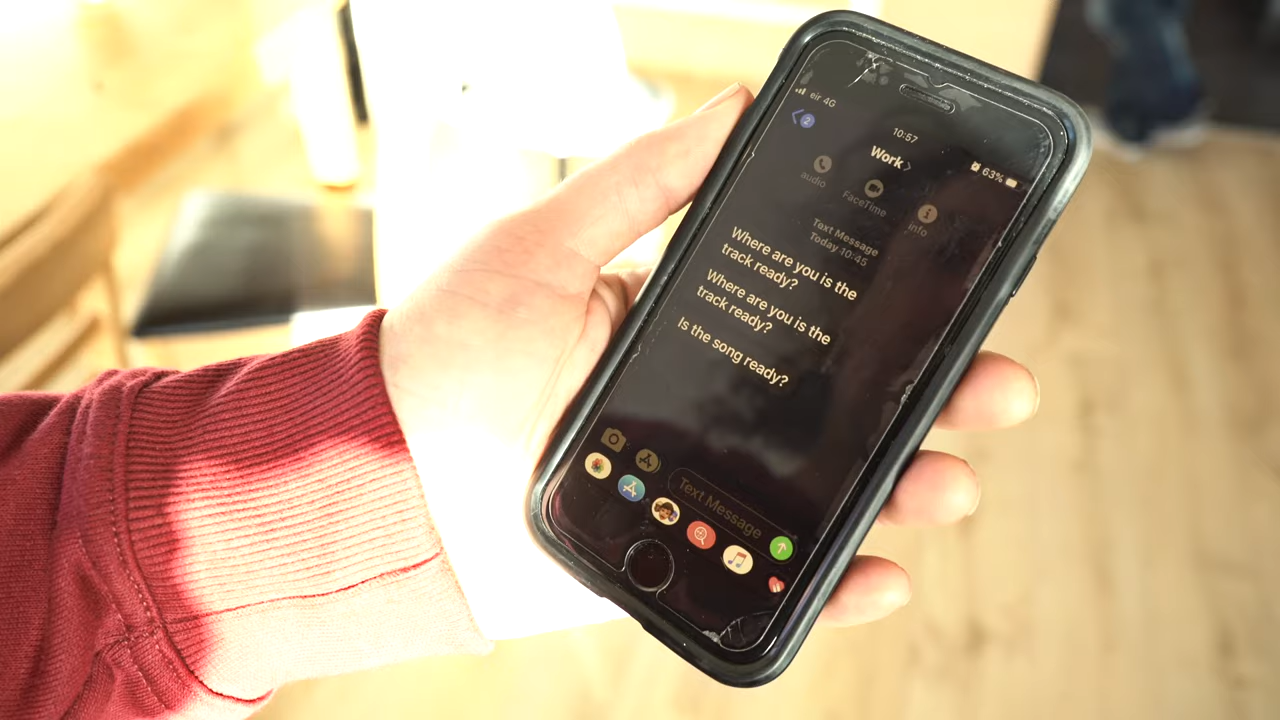 eir 4G
2
10:57
63%
Work
audio
FaceTime
info
Text Message
Today 10:45
Where are you is the
track ready?
Where are you is the
track ready?
Is the song ready?
Text Message